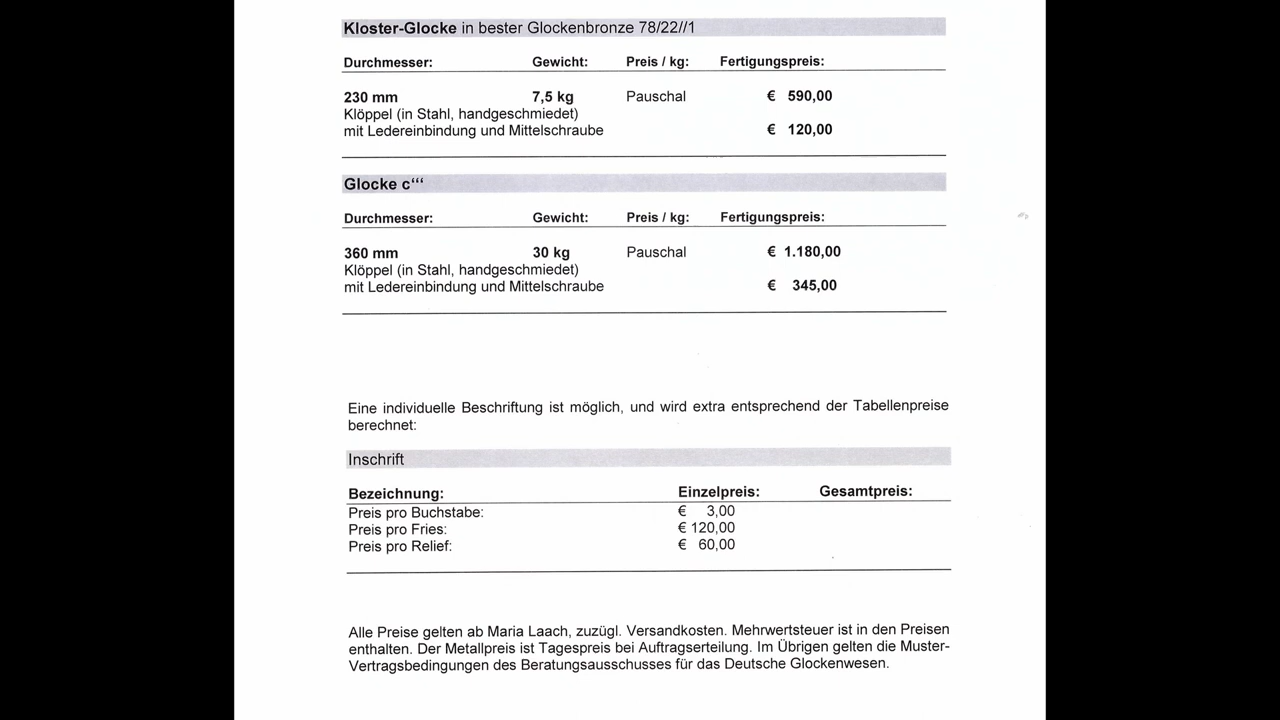 Kloster-Glocke in bester Glockenbronze 78/22//1
Durchmesser: Gewicht: Preis / kg: Fertigungspreis:
230 mm 7,5 kg Pauschal € 590,00
Klöppel (in Stahl, handgeschmiedet)
mit Ledereinbindung und Mittelschraube € 120,00
Glocke c“‘
Durchmesser: Gewicht: Preis / kg: Fertigungspreis:
360 mm 30 kg Pauschal € 1.180,00
Klöppel (in Stahl, handgeschmiedet)
mit Ledereinbindung und Mittelschraube € 345,00
Eine individuelle Beschriftung ist möglich, und wird extra entsprechend der Tabellenpreise
berechnet:
Inschrift
Bezeichnung: Einzelpreis: Gesamtpreis:
Preis pro Buchstabe: € 3,00
Preis pro Fries: € 120,00
Preis pro Relief: € 60,00
Alle Preise gelten ab Maria Laach, zuzügl. Versandkosten. Mehrwertsteuer ist in den Preisen
enthalten. Der Metallpreis ist Tagespreis bei Auftragserteilung. Im Übrigen gelten die Muster-
Vertragsbedingungen des Beratungsausschusses für das Deutsche Glockenwesen.